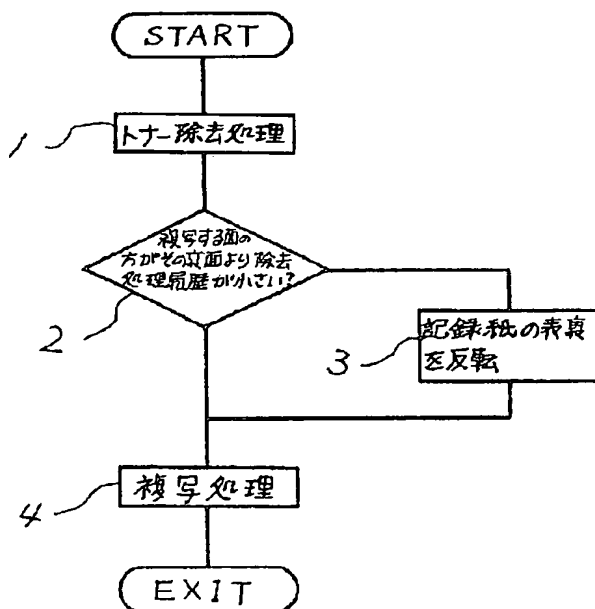 START
1
トナー除去処理
複写する面の
方がその立面より除去
処理履歴が小さい?
2
記録紙の表真
を反転
3
複写処理
4
EXIT